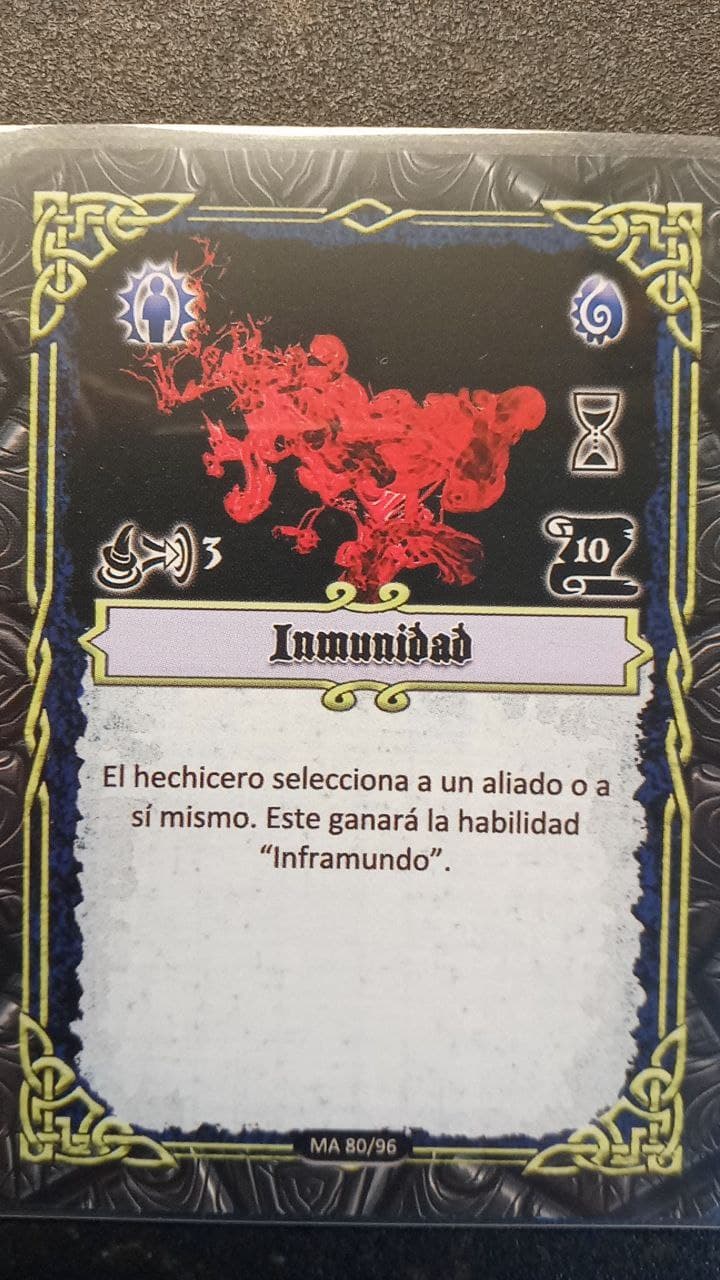 3
10
Inmunidad
El hechicero selecciona a un aliado o a
sí mismo. Este ganará la habilidad
“Inframundo”.
MA 80/96